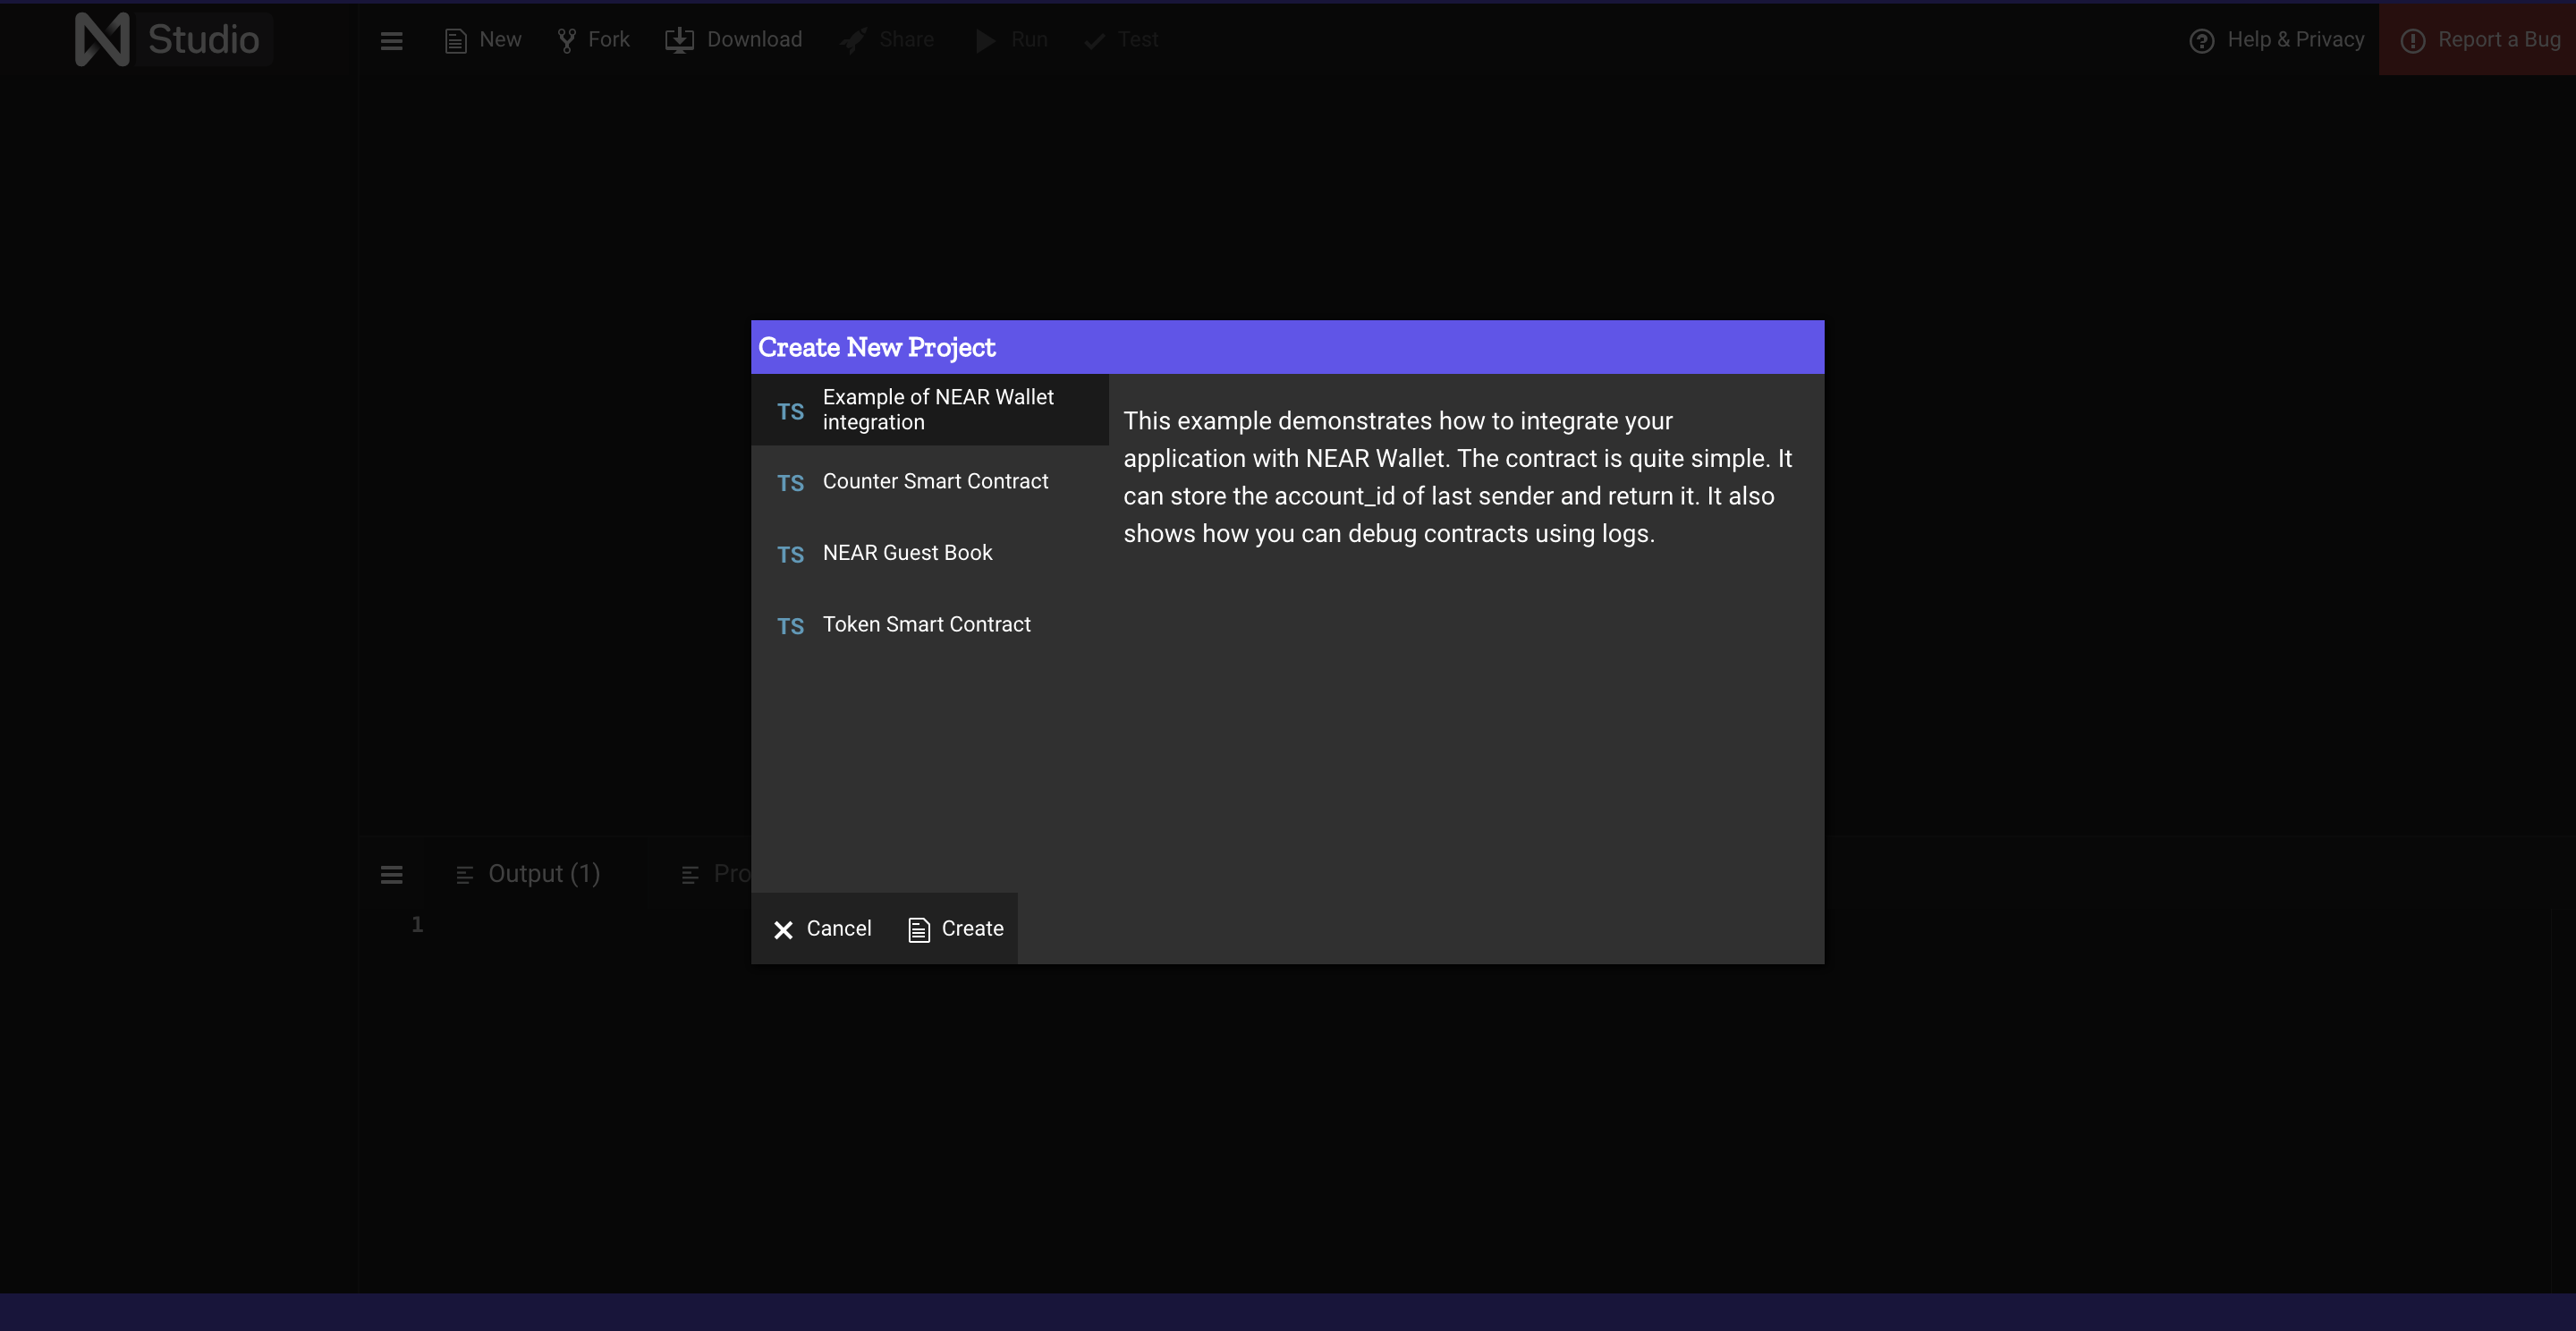 Studio
New Fork Download Share Run Test Help & Privacy Report a Bug
Create New Project
TS Example of NEAR Wallet
integration
TS Counter Smart Contract
TS NEAR Guest Book
TS Token Smart Contract
This example demonstrates how to integrate your
application with NEAR Wallet. The contract is quite simple. It
can store the account_id of last sender and return it. It also
shows how you can debug contracts using logs.
Output (1) Pro
1
Cancel Create